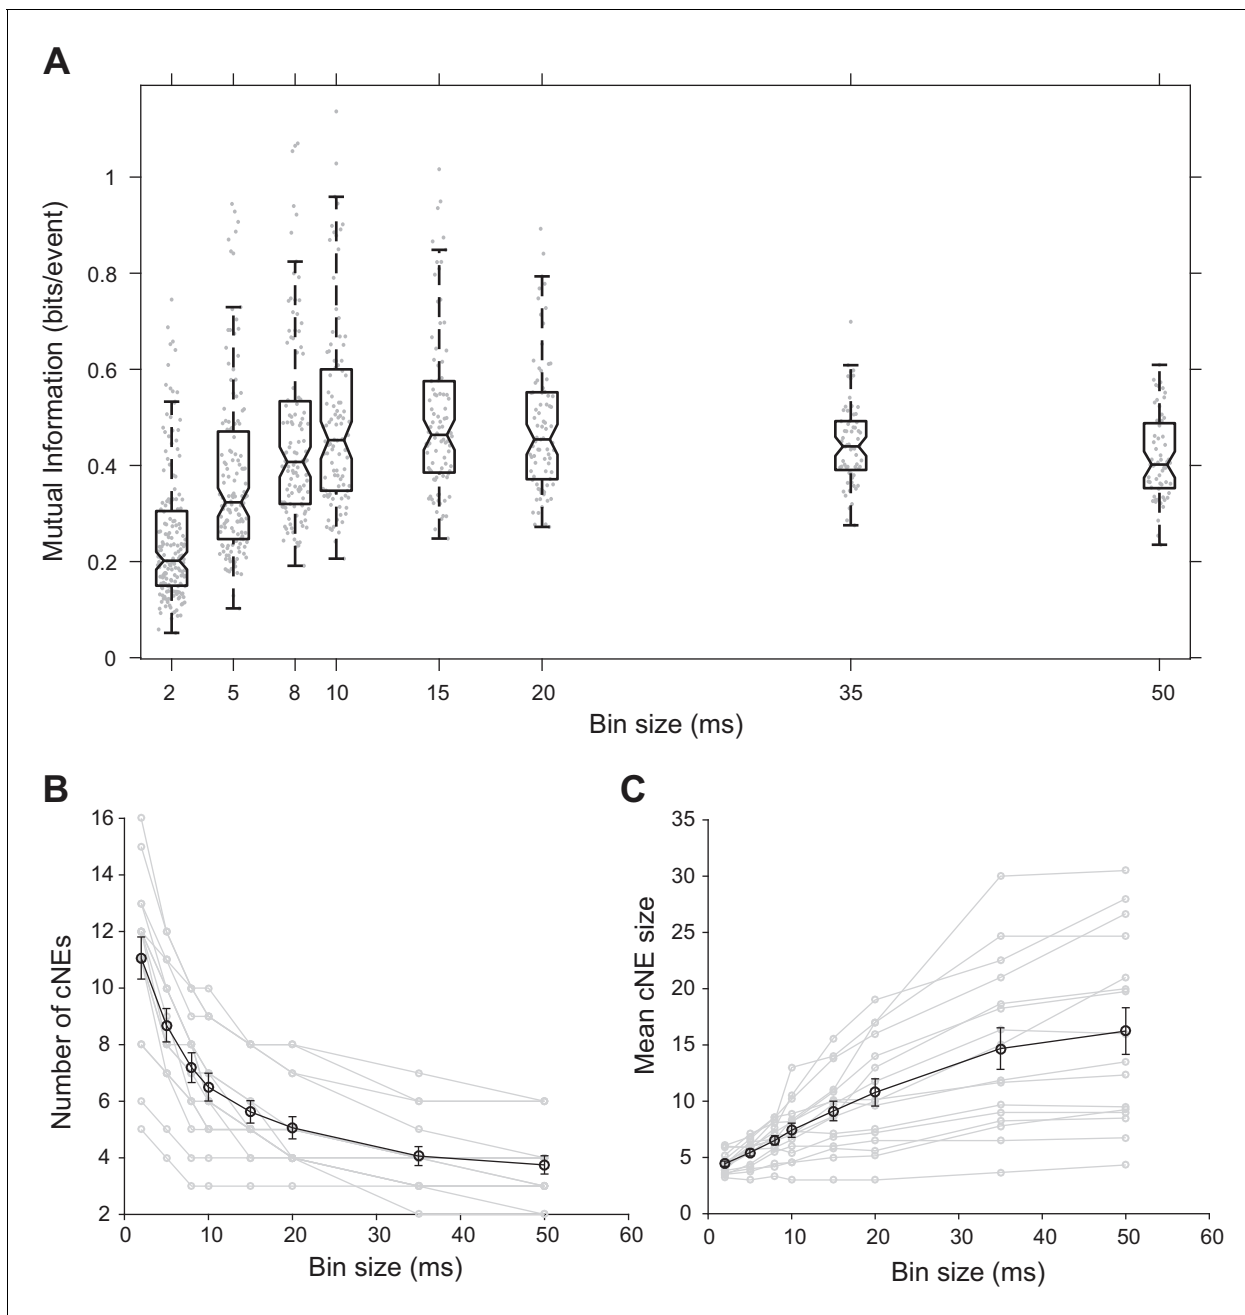 A
Mutual Information (bits/event)
1
0.8
0.6
0.4
0.2
0
2 5 8 10 15 20 35 50
Bin size (ms)
B
Number of cNEs
16
14
12
10
8
6
4
2
0 10 20 30 40 50 60
Bin size (ms)
C
Mean cNE size
35
30
25
20
15
10
5
0
0 10 20 30 40 50 60
Bin size (ms)